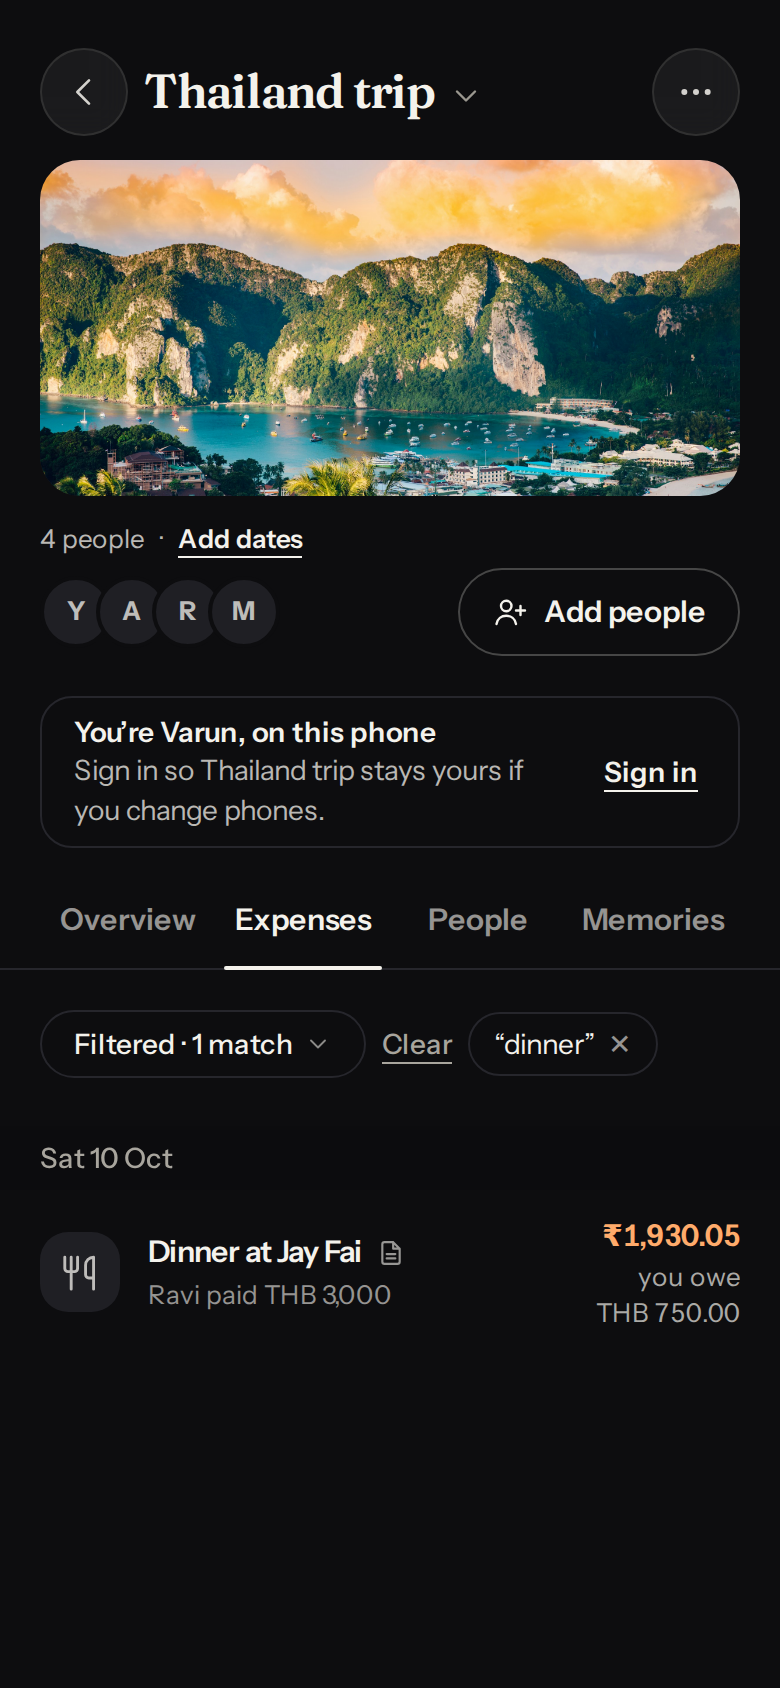 Thailand trip
4 people · Add dates
Y A R M
Add people
You’re Varun, on this phone
Sign in so Thailand trip stays yours if
you change phones.
Sign in
Overview Expenses People Memories
Filtered · 1 match Clear “dinner” ✕
Sat 10 Oct
Dinner at Jay Fai
Ravi paid THB 3,000
₹1,930.05
you owe
THB 750.00